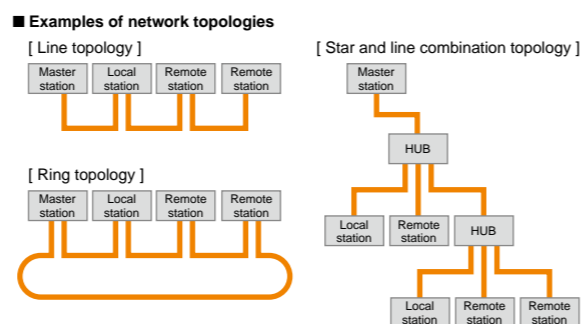 ■ Examples of network topologies
[ Line topology ]
Master station
Local station
Remote station
Remote station
[ Ring topology ]
Master station
Local station
Remote station
Remote station
[ Star and line combination topology ]
Master station
HUB
Local station
Remote station
HUB
Local station
Remote station
Remote station